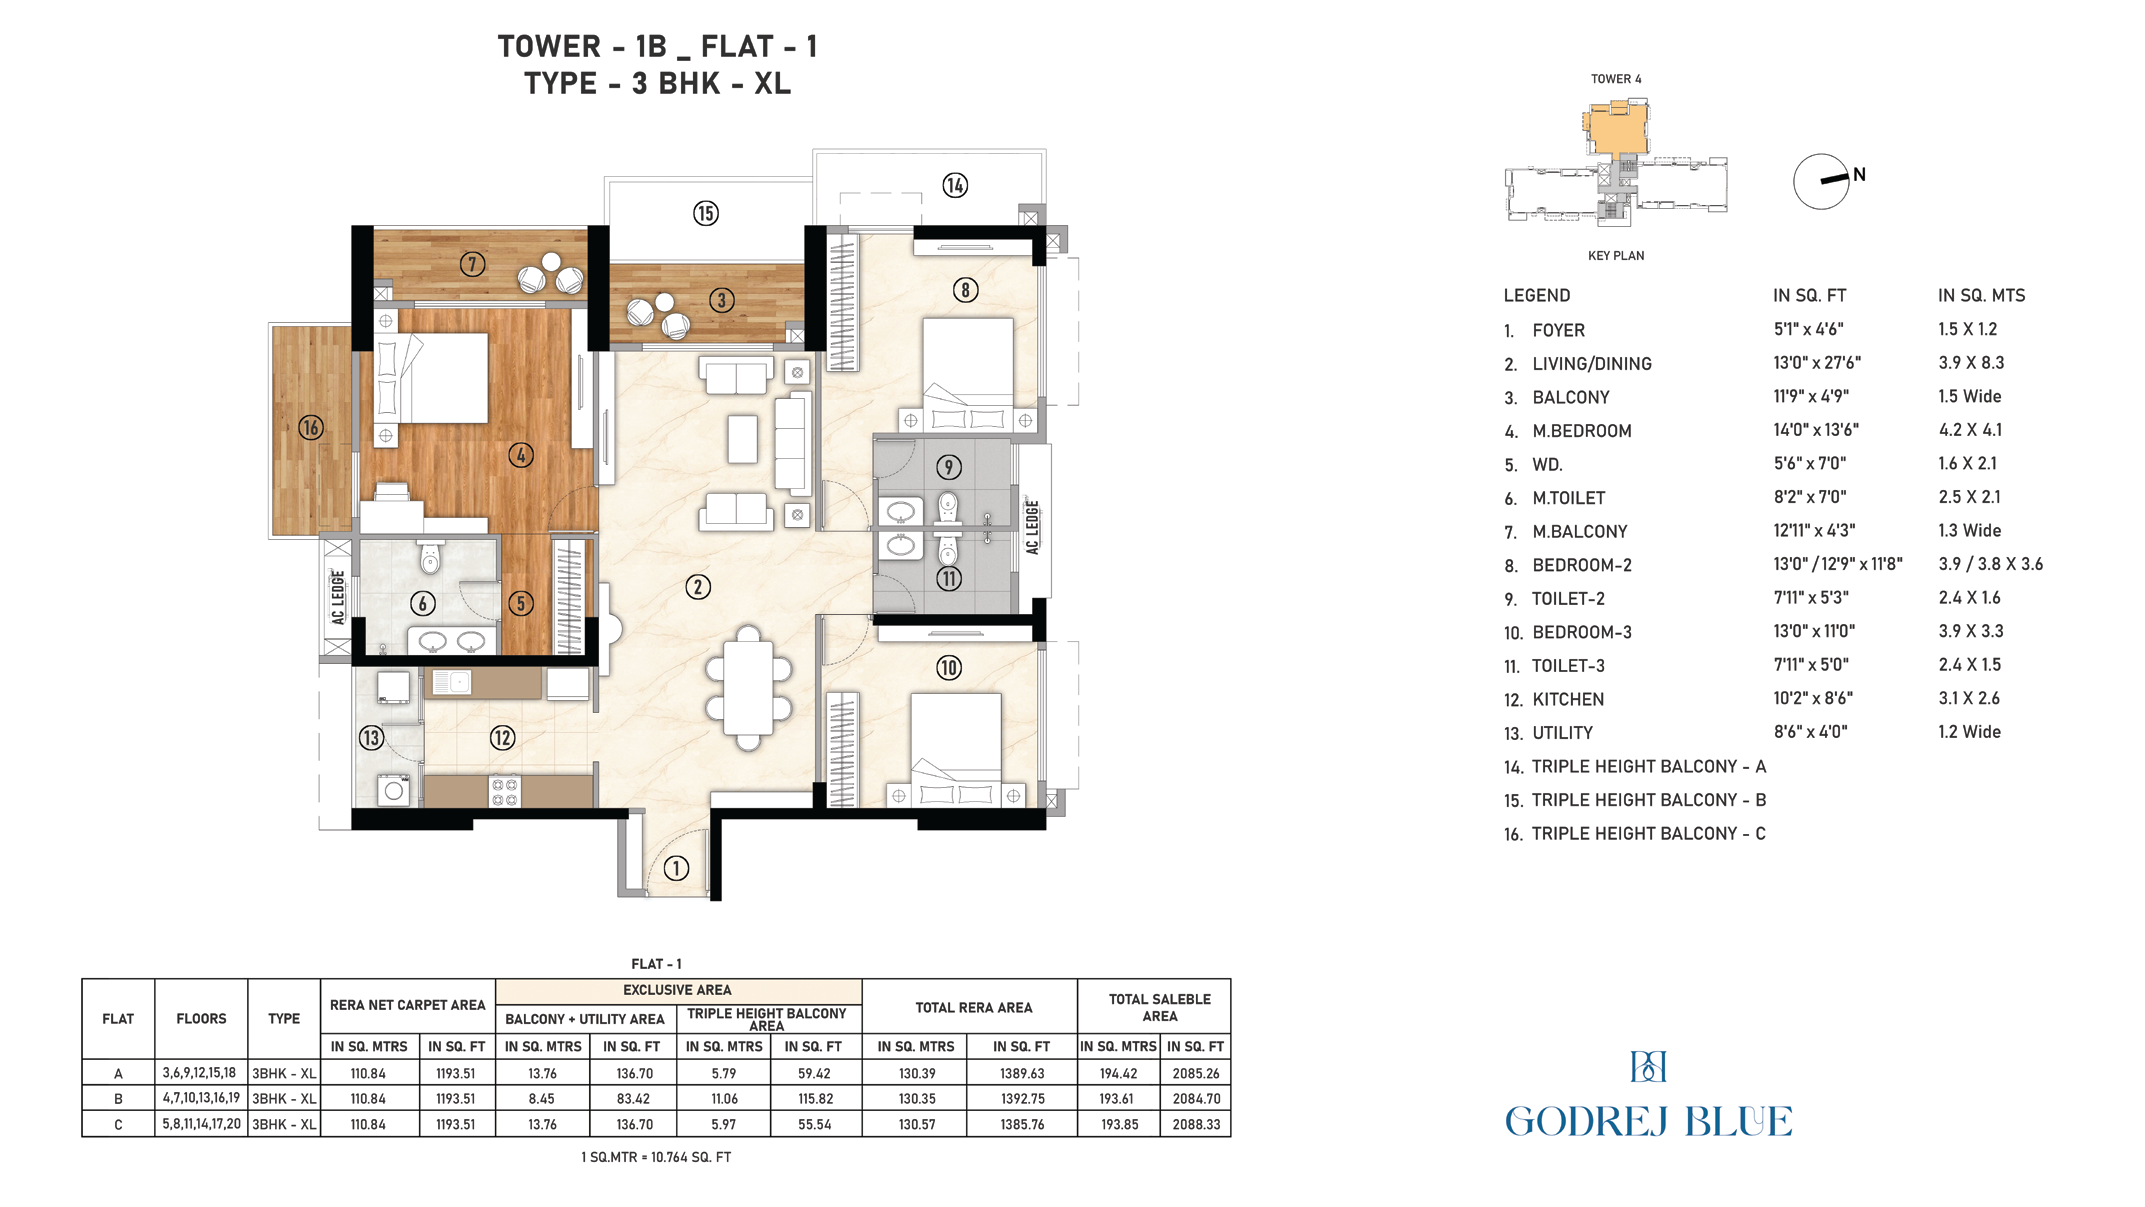 TOWER - 1B _ FLAT - 1
TYPE - 3 BHK - XL
14
15
7
3
8
16
4
9
AC LEDGE
2
11
AC LEDGE
6
5
10
13
12
1
TOWER 4
N
KEY PLAN
LEGEND IN SQ. FT IN SQ. MTS
1. FOYER 5'1" x 4'6" 1.5 X 1.2
2. LIVING/DINING 13'0" x 27'6" 3.9 X 8.3
3. BALCONY 11'9" x 4'9" 1.5 Wide
4. M.BEDROOM 14'0" x 13'6" 4.2 X 4.1
5. WD. 5'6" x 7'0" 1.6 X 2.1
6. M.TOILET 8'2" x 7'0" 2.5 X 2.1
7. M.BALCONY 12'11" x 4'3" 1.3 Wide
8. BEDROOM-2 13'0" / 12'9" x 11'8" 3.9 / 3.8 X 3.6
9. TOILET-2 7'11" x 5'3" 2.4 X 1.6
10. BEDROOM-3 13'0" x 11'0" 3.9 X 3.3
11. TOILET-3 7'11" x 5'0" 2.4 X 1.5
12. KITCHEN 10'2" x 8'6" 3.1 X 2.6
13. UTILITY 8'6" x 4'0" 1.2 Wide
14. TRIPLE HEIGHT BALCONY - A
15. TRIPLE HEIGHT BALCONY - B
16. TRIPLE HEIGHT BALCONY - C
FLAT - 1
FLAT FLOORS TYPE RERA NET CARPET AREA EXCLUSIVE AREA TOTAL RERA AREA TOTAL SALEBLE
AREA
BALCONY + UTILITY AREA TRIPLE HEIGHT BALCONY
AREA
IN SQ. MTRS IN SQ. FT IN SQ. MTRS IN SQ. FT IN SQ. MTRS IN SQ. FT IN SQ. MTRS IN SQ. FT IN SQ. MTRS IN SQ. FT
A 3,6,9,12,15,18 3BHK - XL 110.84 1193.51 13.76 136.70 5.79 59.42 130.39 1389.63 194.42 2085.26
B 4,7,10,13,16,19 3BHK - XL 110.84 1193.51 8.45 83.42 11.06 115.82 130.35 1392.75 193.61 2084.70
C 5,8,11,14,17,20 3BHK - XL 110.84 1193.51 13.76 136.70 5.97 55.54 130.57 1385.76 193.85 2088.33
1 SQ.MTR = 10.764 SQ. FT
GODREJ BLUE